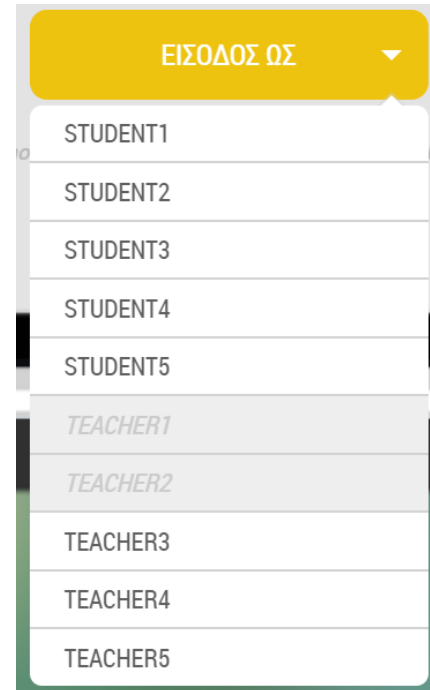 ΕΙΣΟΔΟΣ ΩΣ
STUDENT1
STUDENT2
STUDENT3
STUDENT4
STUDENT5
TEACHER1
TEACHER2
TEACHER3
TEACHER4
TEACHER5